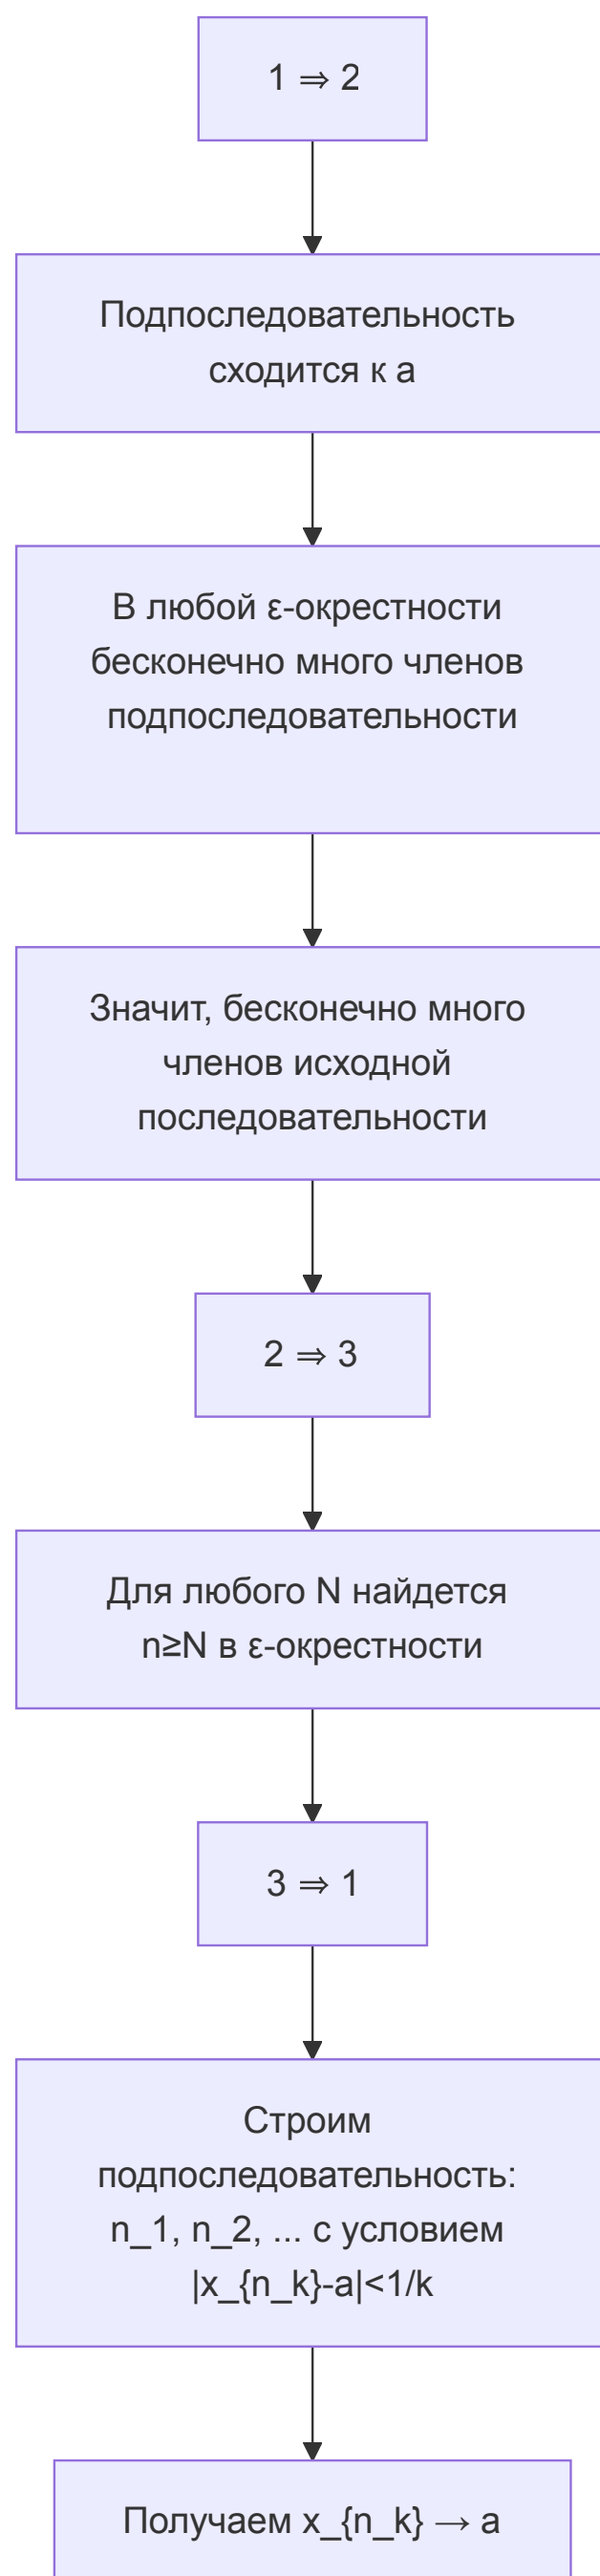 1 ⇒ 2
Подпоследовательность
сходится к a
В любой ε-окрестности
бесконечно много членов
подпоследовательности
Значит, бесконечно много
членов исходной
последовательности
2 ⇒ 3
Для любого N найдется
n≥N в ε-окрестности
3 ⇒ 1
Строим
подпоследовательность:
n_1, n_2, ... с условием
|x_{n_k}-a|<1/k
Получаем x_{n_k} → a